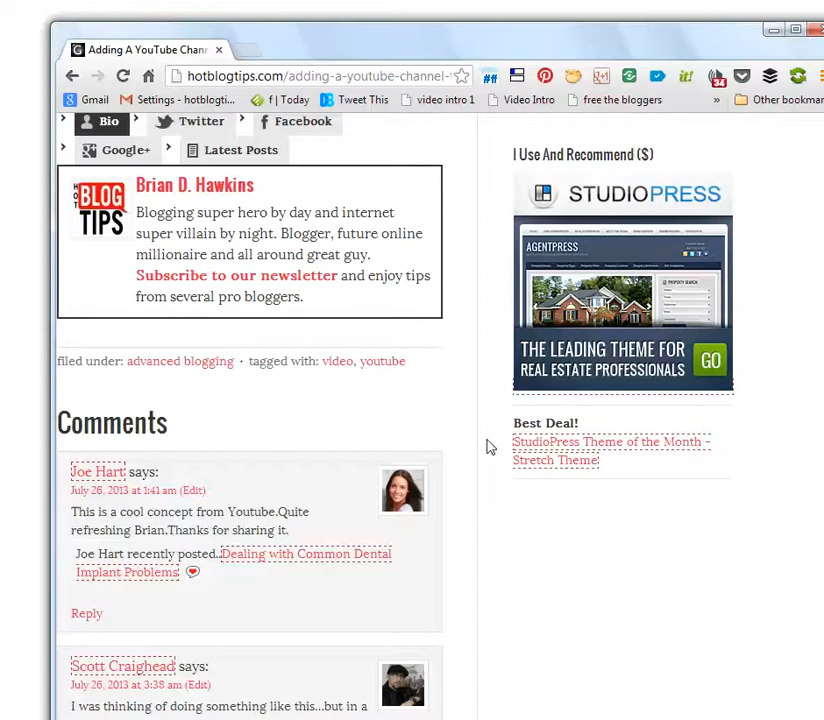 Adding A YouTube Chann
hotblogtips.com/adding-a-youtube-channel-
Gmail
Settings - hotblogti...
f | Today
Tweet This
video intro 1
Video Intro
free the bloggers
»
Other bookmar
Bio
Twitter
Facebook
Google+
Latest Posts
HOT
BLOG
TIPS
Brian D. Hawkins
Blogging super hero by day and internet
super villain by night. Blogger, future online
millionaire and all around great guy.
Subscribe to our newsletter and enjoy tips
from several pro bloggers.
filed under: advanced blogging · tagged with: video, youtube
Comments
Joe Hart says:
July 26, 2013 at 1:41 am (Edit)
This is a cool concept from Youtube.Quite
refreshing Brian.Thanks for sharing it.
Joe Hart recently posted..Dealing with Common Dental
Implant Problems
Reply
Scott Craighead says:
July 26, 2013 at 3:38 am (Edit)
I was thinking of doing something like this...but in a
I Use And Recommend ($)
STUDIOPRESS
AGENTPRESS
PROPERTY SEARCH
THE LEADING THEME FOR
REAL ESTATE PROFESSIONALS
GO
Best Deal!
StudioPress Theme of the Month -
Stretch Theme